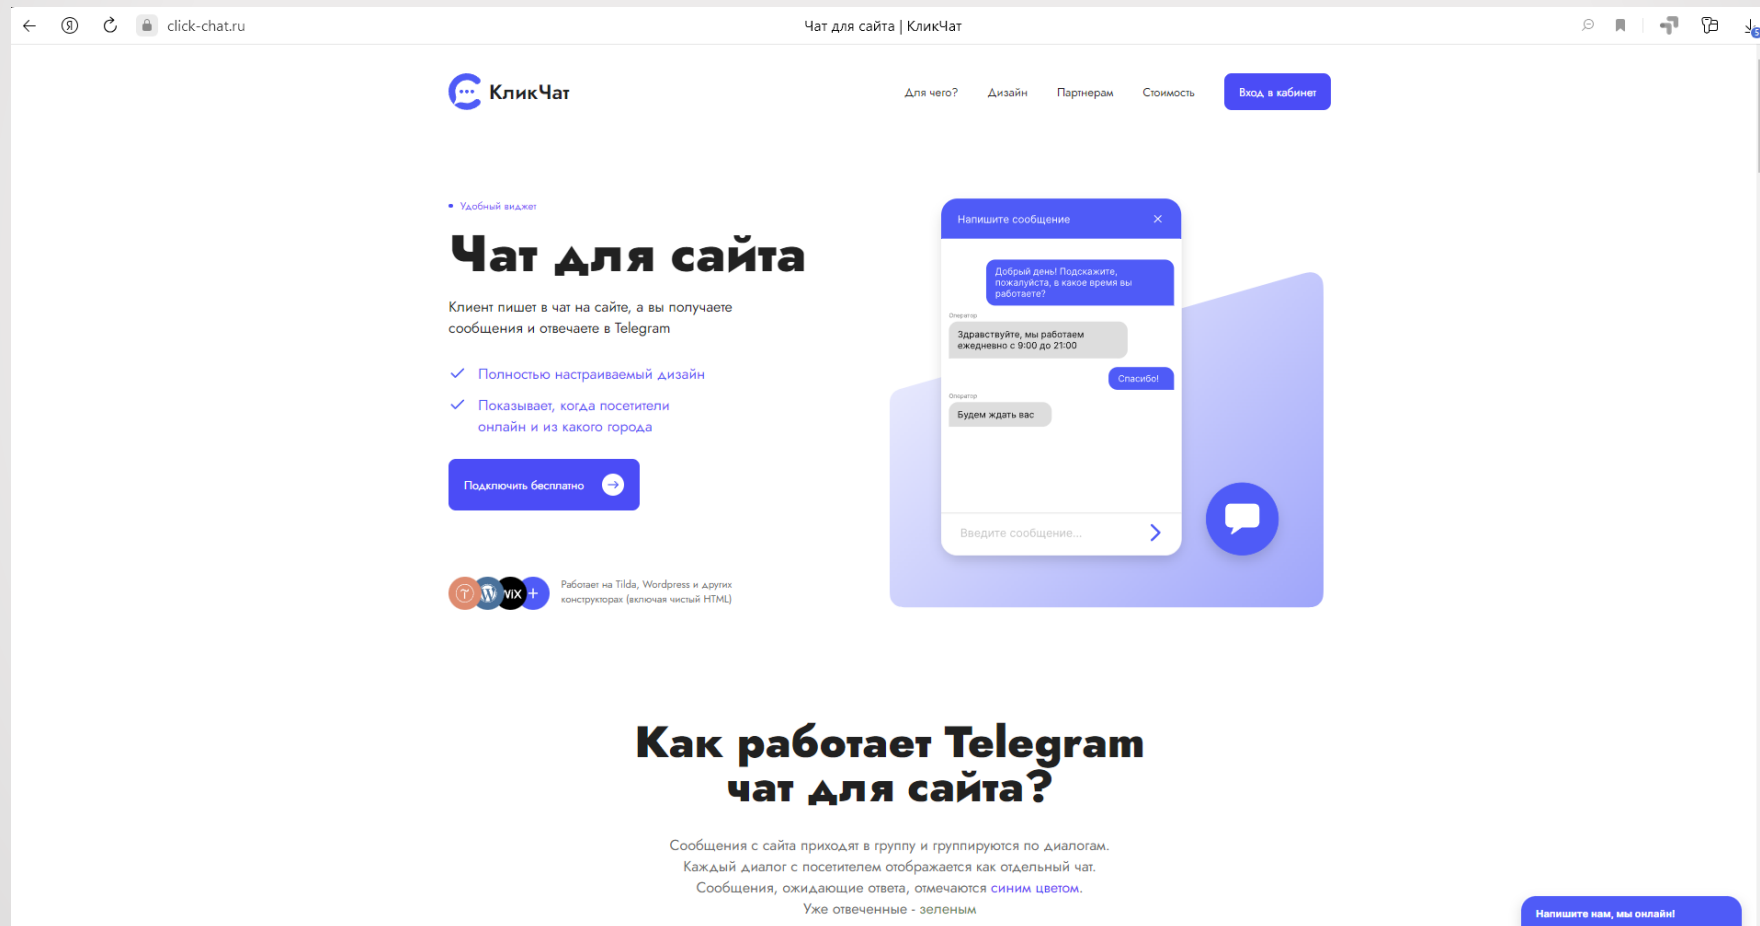 click-chat.ru
Чат для сайта | КликЧат
5
КликЧат
Для чего?
Дизайн
Партнерам
Стоимость
Вход в кабинет
Удобный виджет
Чат для сайта
Клиент пишет в чат на сайте, а вы получаете
сообщения и отвечаете в Telegram
Полностью настраиваемый дизайн
Показывает, когда посетители
онлайн и из какого города
Подключить бесплатно
WiX
Работает на Tilda, Wordpress и других
конструкторах (включая чистый HTML)
Напишите сообщение
Добрый день! Подскажите,
пожалуйста, в какое время вы
работаете?
Оператор
Здравствуйте, мы работаем
ежедневно с 9:00 до 21:00
Спасибо!
Оператор
Будем ждать вас
Введите сообщение...
Как работает Telegram
чат для сайта?
Сообщения с сайта приходят в группу и группируются по диалогам.
Каждый диалог с посетителем отображается как отдельный чат.
Сообщения, ожидающие ответа, отмечаются синим цветом.
Уже отвеченные - зеленым
Напишите нам, мы онлайн!